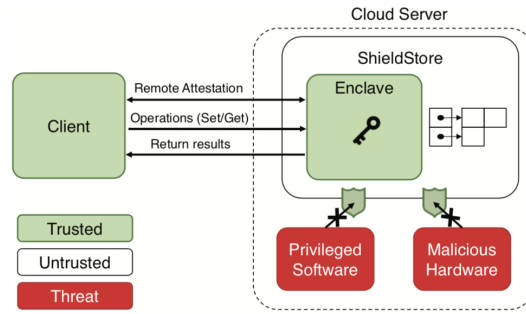 Cloud Server
ShieldStore
Remote Attestation
Enclave
Client
Operations (Set/Get)
Return results
Trusted
Untrusted
Threat
Privileged
Software
Malicious
Hardware